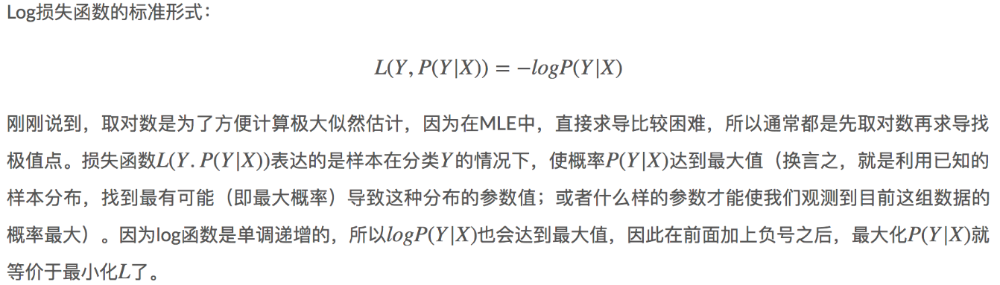 Log损失函数的标准形式：
L(Y, P(Y|X)) = −logP(Y|X)
刚刚说到，取对数是为了方便计算极大似然估计，因为在MLE中，直接求导比较困难，所以通常都是先取对数再求导找
极值点。损失函数L(Y. P(Y|X))表达的是样本在分类Y的情况下，使概率P(Y|X)达到最大值（换言之，就是利用已知的
样本分布，找到最有可能（即最大概率）导致这种分布的参数值；或者什么样的参数才能使我们观测到目前这组数据的
概率最大）。因为log函数是单调递增的，所以logP(Y|X)也会达到最大值，因此在前面加上负号之后，最大化P(Y|X)就
等价于最小化L了。